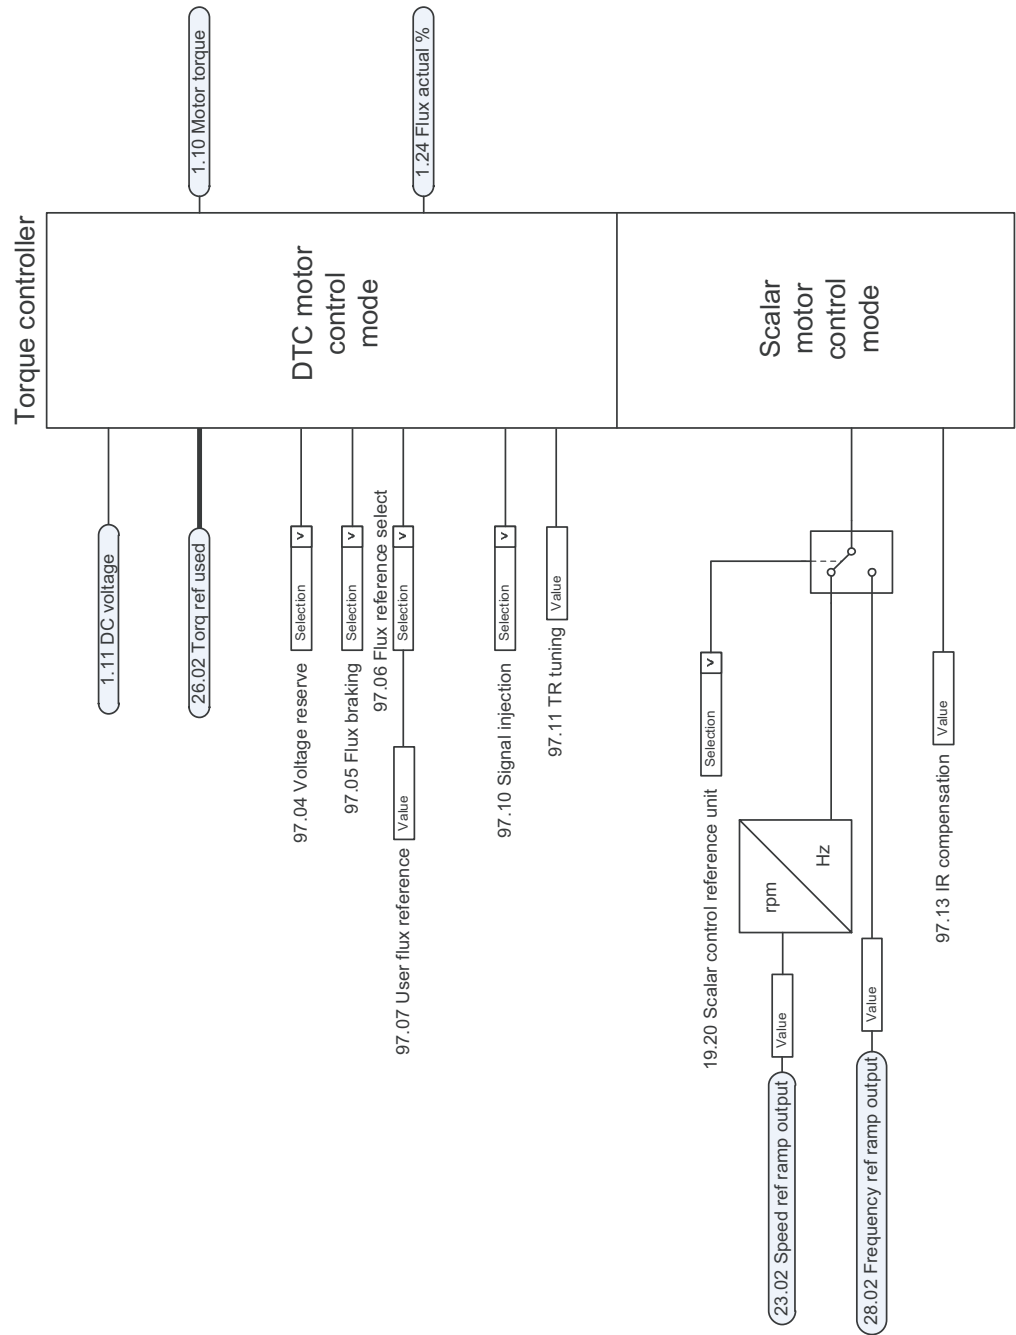 Torque controller
1.11 DC voltage
26.02 Torq ref used
97.04 Voltage reserve
Selection
v
97.05 Flux braking
Selection
v
97.07 User flux reference
Value
97.06 Flux reference select
Selection
v
97.10 Signal injection
Selection
v
97.11 TR tuning
Value
DTC motor
control
mode
1.10 Motor torque
1.24 Flux actual %
19.20 Scalar control reference unit
Selection
v
23.02 Speed ref ramp output
Value
rpm
Hz
28.02 Frequency ref ramp output
Value
97.13 IR compensation
Value
Scalar
motor
control
mode